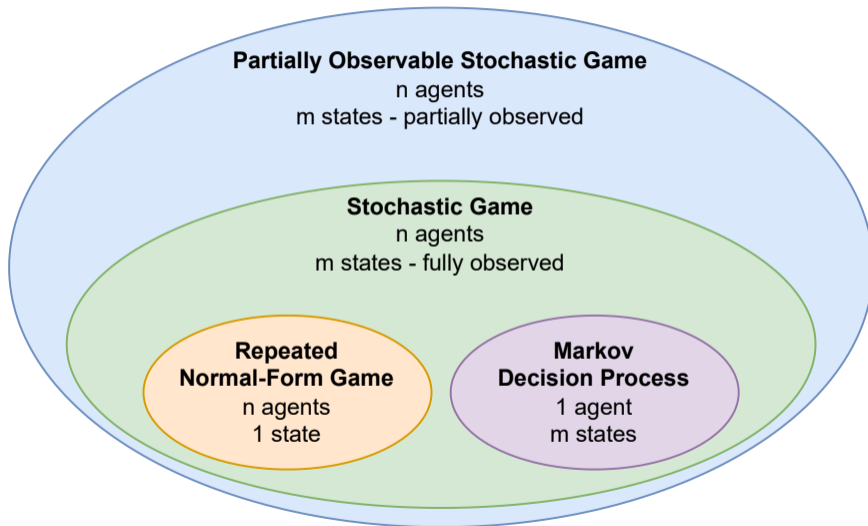 Partially Observable Stochastic Game
n agents
m states - partially observed
Stochastic Game
n agents
m states - fully observed
Repeated
Normal-Form Game
n agents
1 state
Markov
Decision Process
1 agent
m states